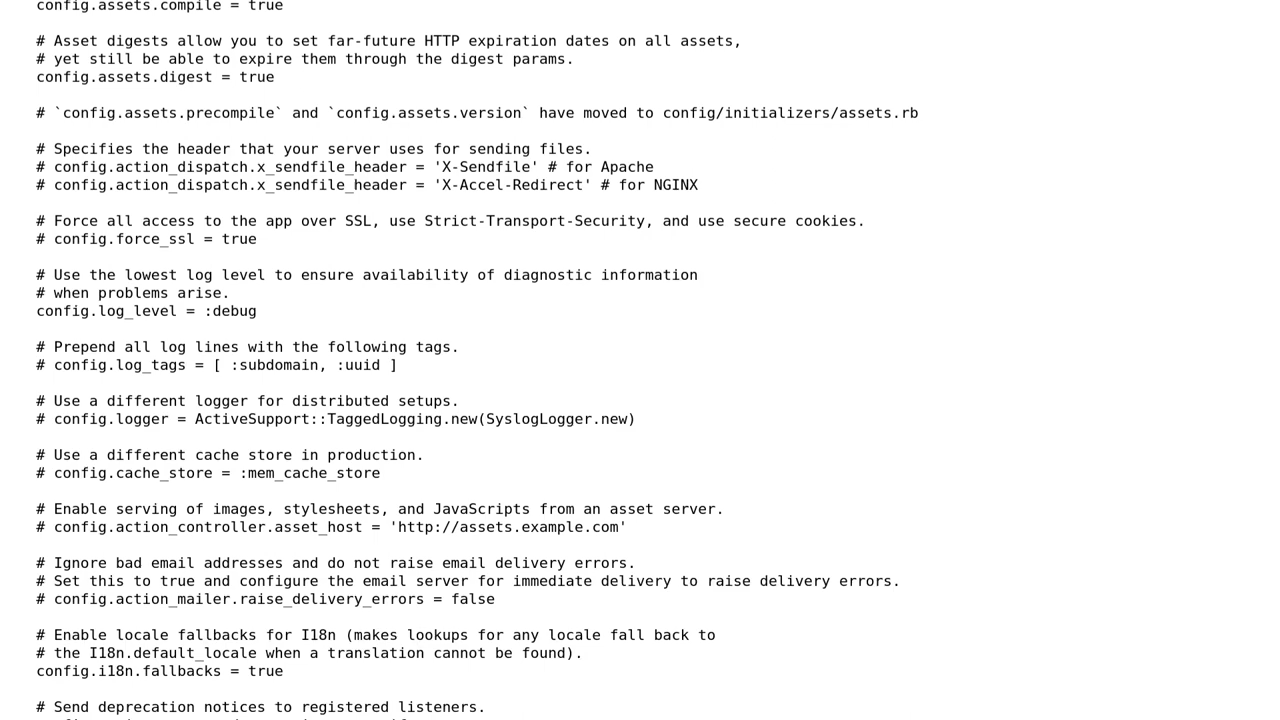 config.assets.compile = true
# Asset digests allow you to set far-future HTTP expiration dates on all assets,
# yet still be able to expire them through the digest params.
config.assets.digest = true
# `config.assets.precompile` and `config.assets.version` have moved to config/initializers/assets.rb
# Specifies the header that your server uses for sending files.
# config.action_dispatch.x_sendfile_header = 'X-Sendfile' # for Apache
# config.action_dispatch.x_sendfile_header = 'X-Accel-Redirect' # for NGINX
# Force all access to the app over SSL, use Strict-Transport-Security, and use secure cookies.
# config.force_ssl = true
# Use the lowest log level to ensure availability of diagnostic information
# when problems arise.
config.log_level = :debug
# Prepend all log lines with the following tags.
# config.log_tags = [ :subdomain, :uuid ]
# Use a different logger for distributed setups.
# config.logger = ActiveSupport::TaggedLogging.new(SyslogLogger.new)
# Use a different cache store in production.
# config.cache_store = :mem_cache_store
# Enable serving of images, stylesheets, and JavaScripts from an asset server.
# config.action_controller.asset_host = 'http://assets.example.com'
# Ignore bad email addresses and do not raise email delivery errors.
# Set this to true and configure the email server for immediate delivery to raise delivery errors.
# config.action_mailer.raise_delivery_errors = false
# Enable locale fallbacks for I18n (makes lookups for any locale fall back to
# the I18n.default_locale when a translation cannot be found).
config.i18n.fallbacks = true
# Send deprecation notices to registered listeners.